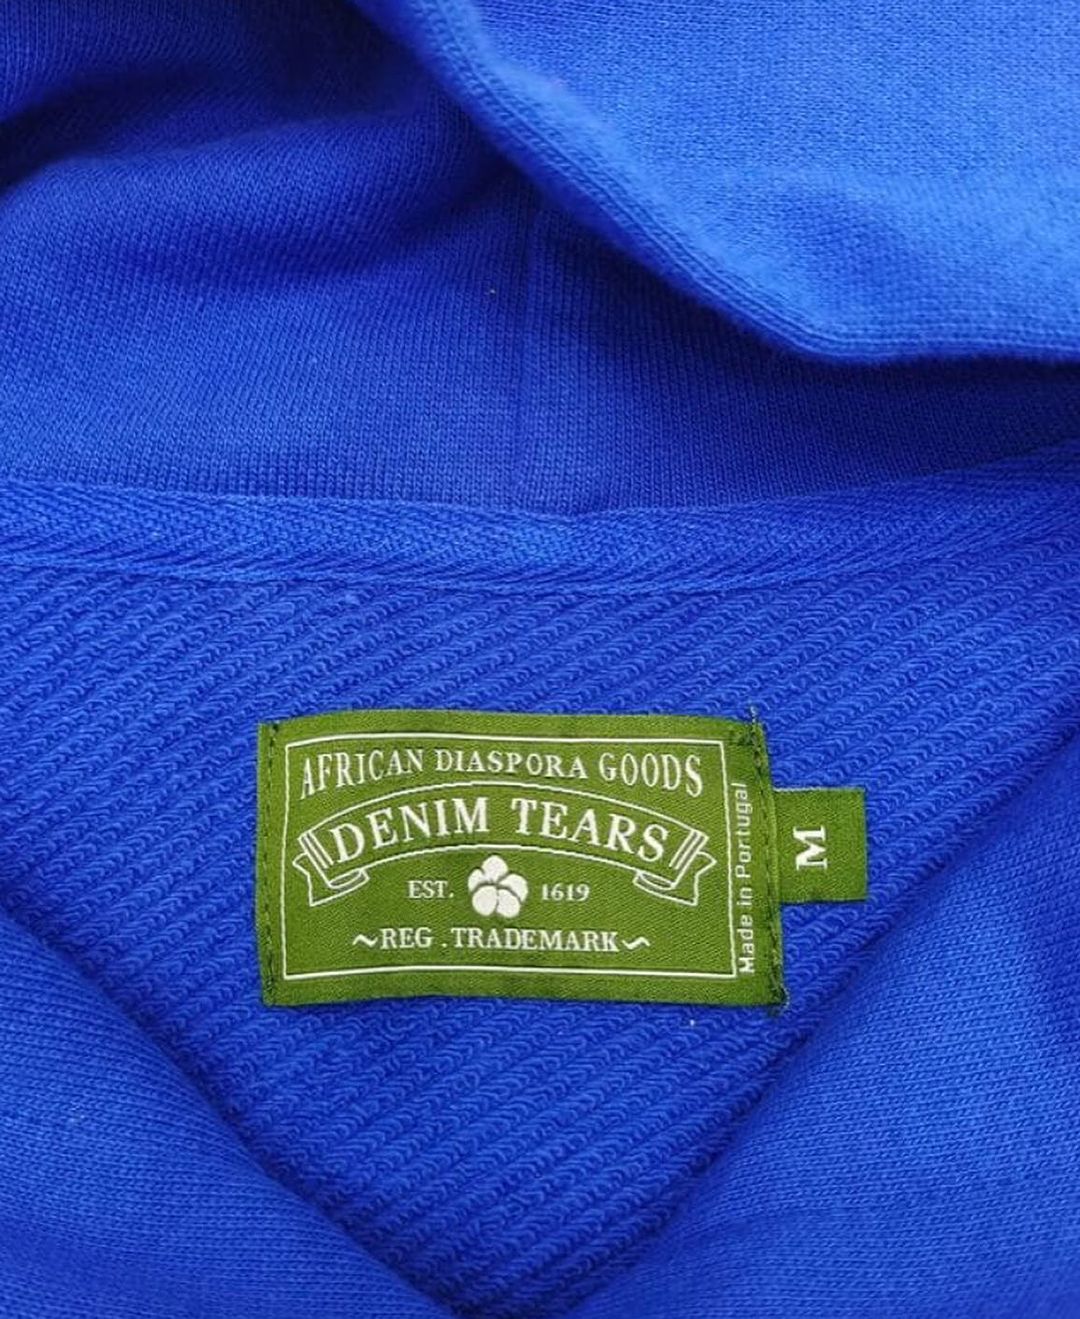 AFRICAN DIASPORA GOODS
DENIM TEARS
EST. 1619
~REG .TRADEMARK~
Made in Portugal
M